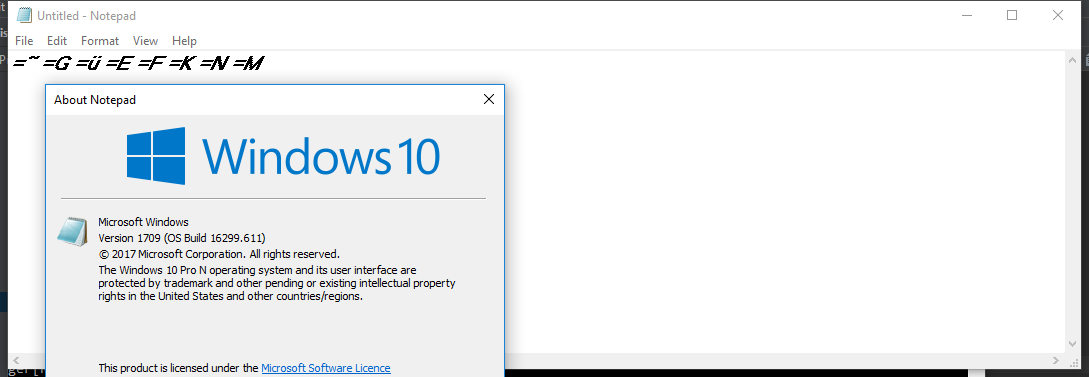 Untitled - Notepad
File Edit Format View Help
=~ =G =ü =E =F =K =N =M
About Notepad
Windows 10
Microsoft Windows
Version 1709 (OS Build 16299.611)
© 2017 Microsoft Corporation. All rights reserved.
The Windows 10 Pro N operating system and its user interface are
protected by trademark and other pending or existing intellectual property
rights in the United States and other countries/regions.
This product is licensed under the Microsoft Software Licence